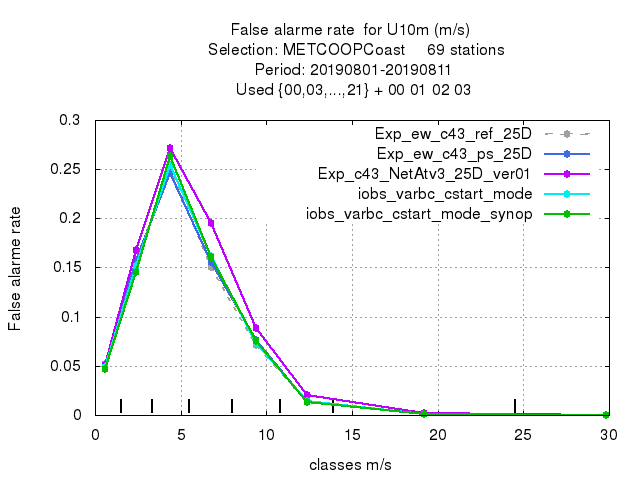 False alarme rate  for U10m (m/s)
Selection: METCOOPCoast     69 stations
Period: 20190801-20190811
Used {00,03,...,21} + 00 01 02 03
Exp_ew_c43_ref_25D
Exp_ew_c43_ps_25D
Exp_c43_NetAtv3_25D_ver01
iobs_varbc_cstart_mode
iobs_varbc_cstart_mode_synop
False alarme rate
0.3
0.25
0.2
0.15
0.1
0.05
0
0 5 10 15 20 25 30
classes m/s